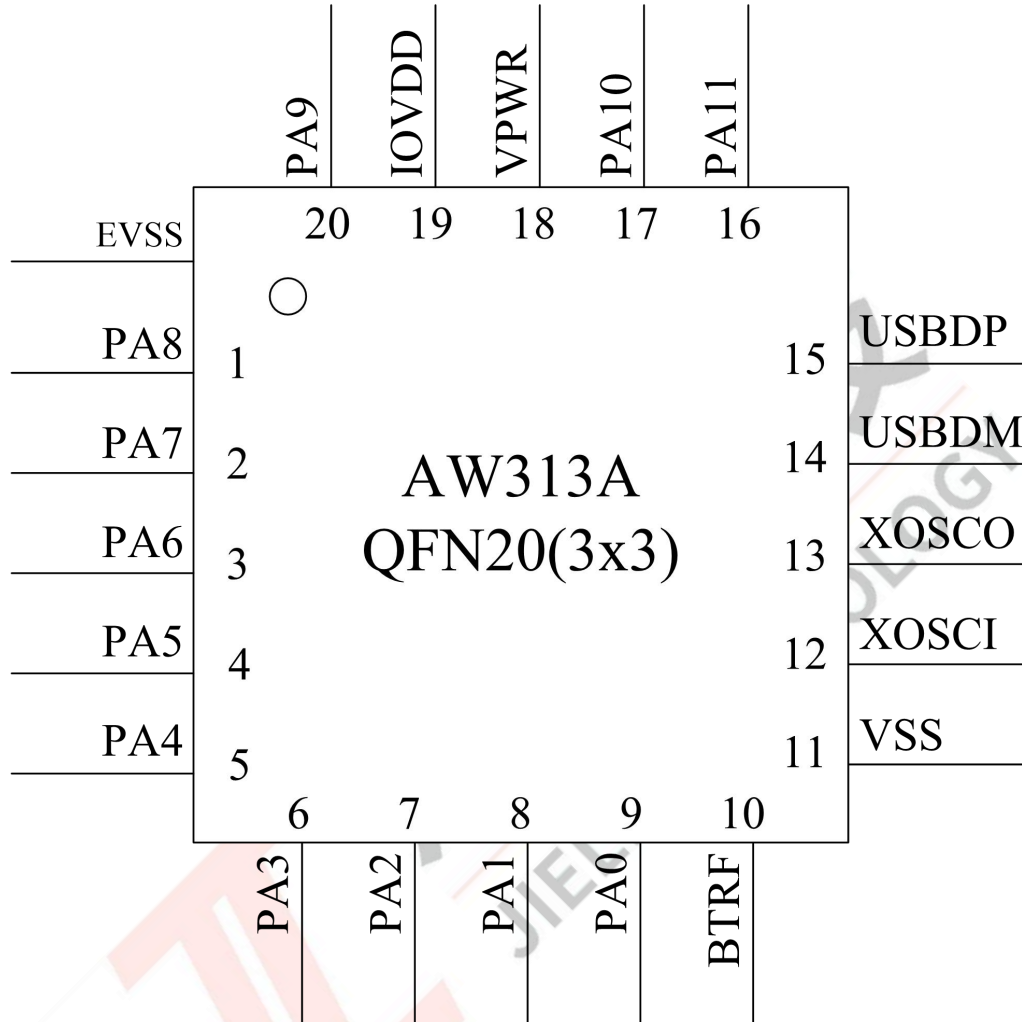 PA9
IOVDD
VPWR
PA10
PA11
20 19 18 17 16
EVSS
PA8
1
PA7
2
PA6
3
PA5
4
PA4
5
AW313A
QFN20(3x3)
15
USBDP
14
USBDM
13
XOSCO
12
XOSCI
11
VSS
6 7 8 9 10
PA3
PA2
PA1
PA0
BTRF